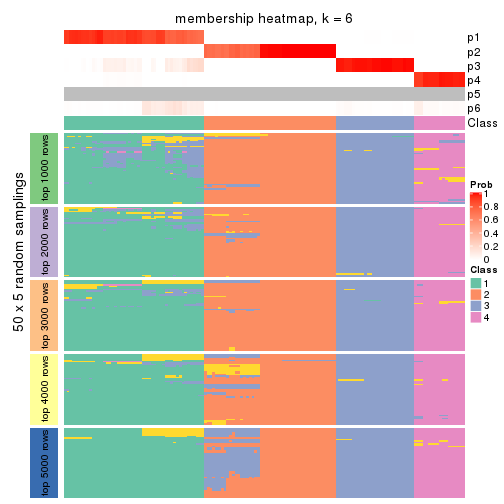 membership heatmap, k = 6
p1
p2
p3
p4
p5
p6
Class
50 x 5 random samplings
top 1000 rows
top 2000 rows
top 3000 rows
top 4000 rows
top 5000 rows
Prob
1
0.8
0.6
0.4
0.2
0
Class
1
2
3
4